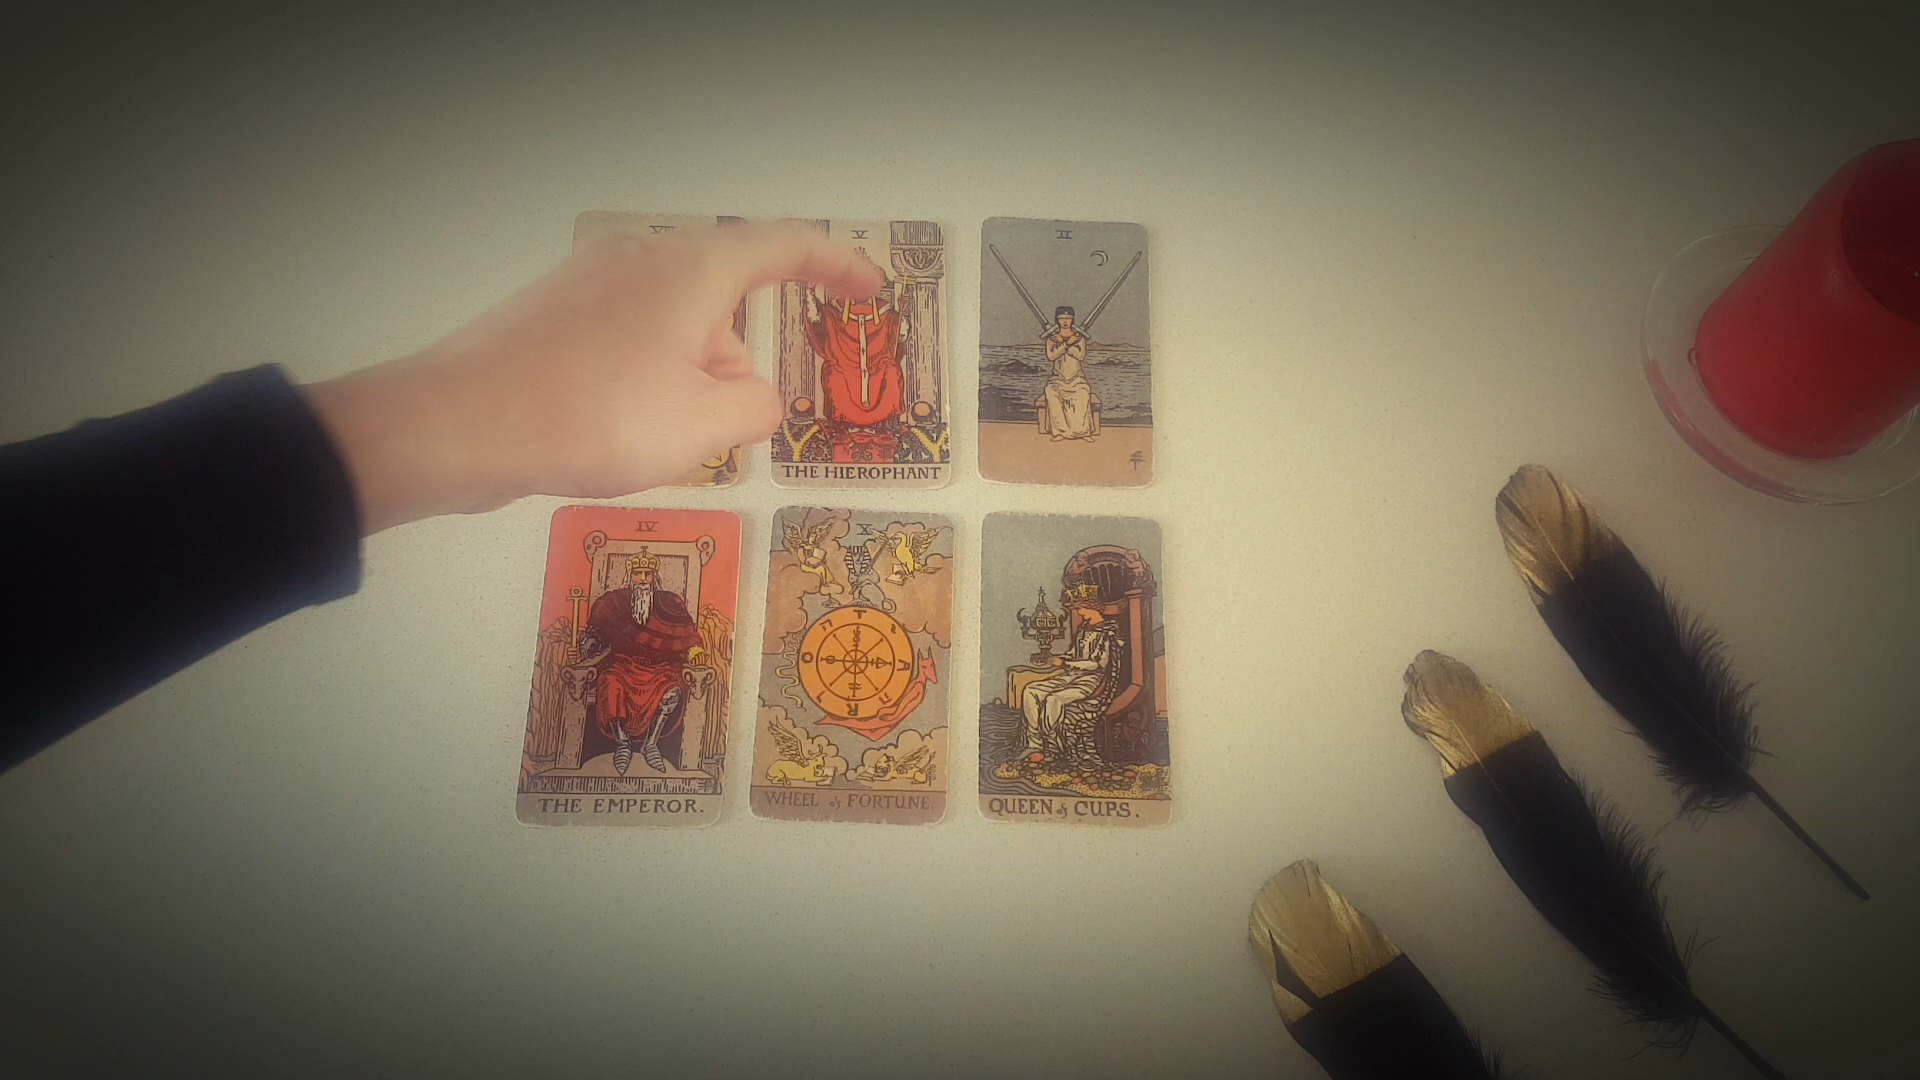 V
II
THE HIEROPHANT
IV
X
THE EMPEROR.
WHEEL of FORTUNE.
QUEEN of CUPS.